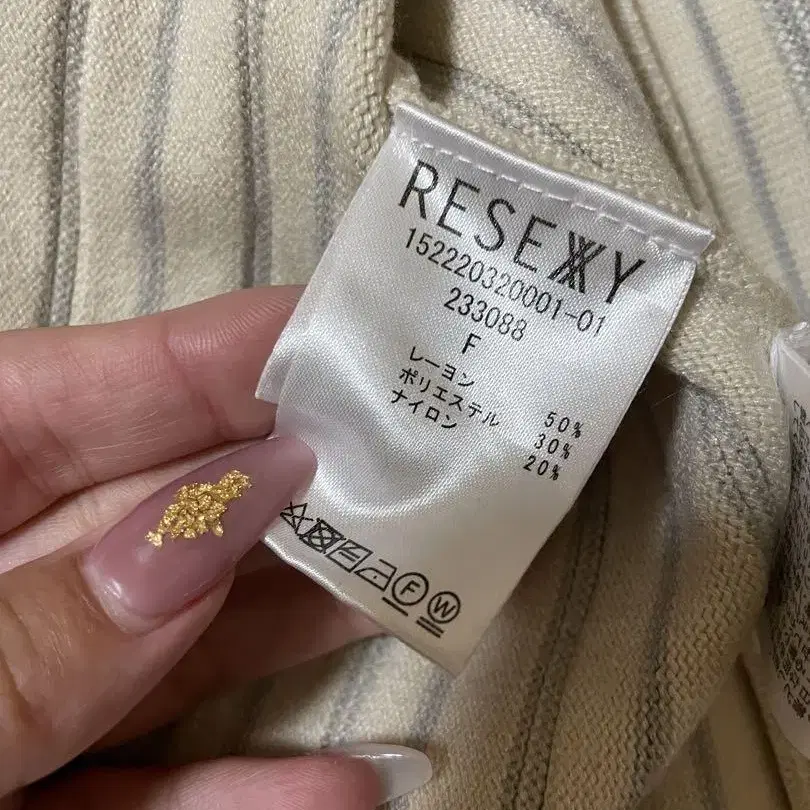 RESEXXY
152220320001-01
233088
F
レーヨン 50%
ポリエステル 30%
ナイロン 20%
F W